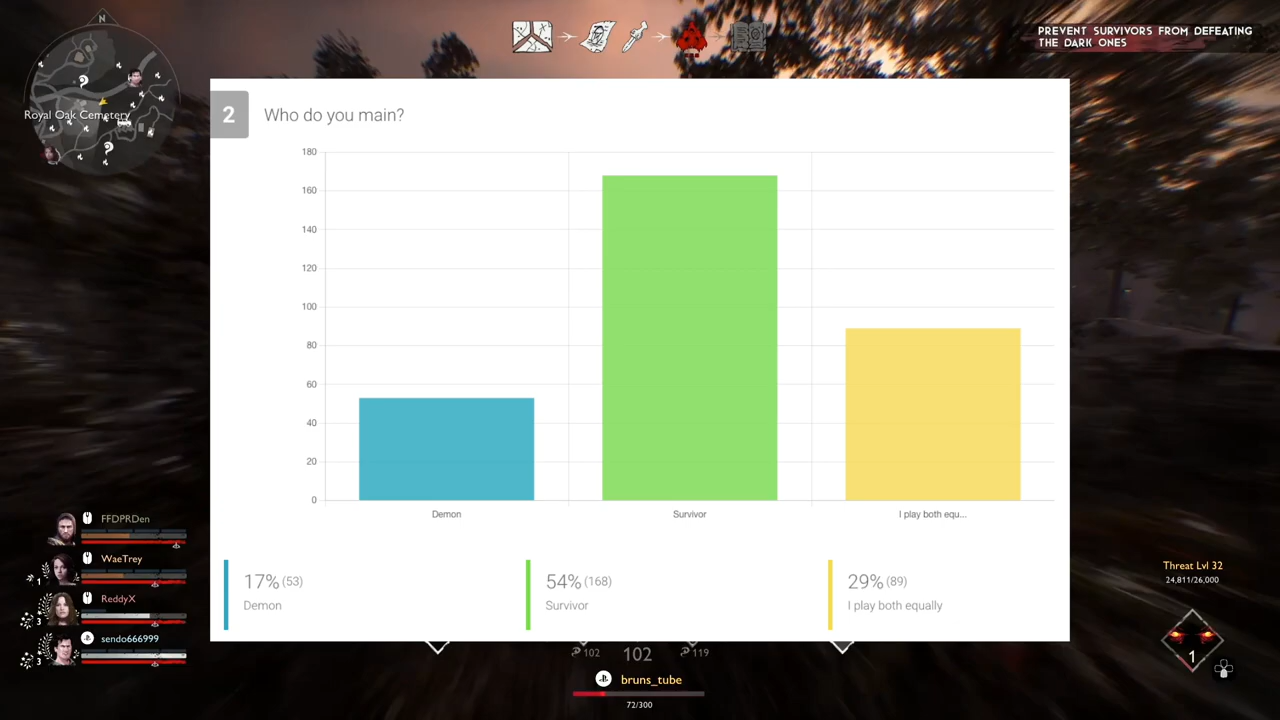 N
Royal Oak Cemetery
PREVENT SURVIVORS FROM DEFEATING
THE DARK ONES
2
Who do you main?
180
160
140
120
100
80
60
40
20
0
Demon
Survivor
I play both equ...
17% (53)
Demon
54% (168)
Survivor
29% (89)
I play both equally
FFDPRDen
WaeTrey
1
ReddyX
3
sendo666999
3
102
102
119
bruns_tube
72/300
Threat Lvl 32
24,811/26,000
1